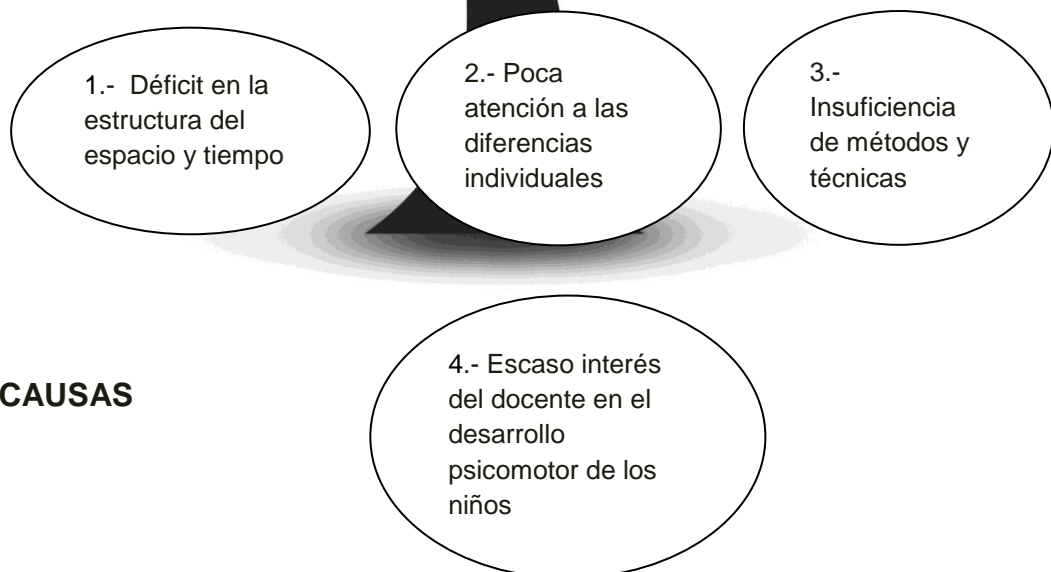 1.- Déficit en la
estructura del
espacio y tiempo
2.- Poca
atención a las
diferencias
individuales
3.-
Insuficiencia
de métodos y
técnicas
CAUSAS
4.- Escaso interés
del docente en el
desarrollo
psicomotor de los
niños